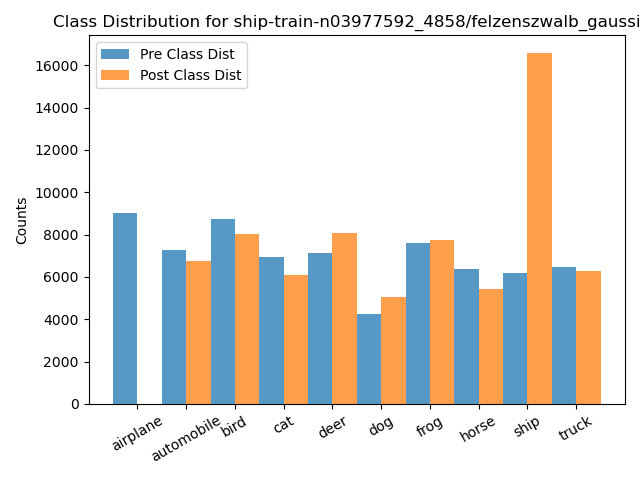 Class Distribution for ship-train-n03977592_4858/felzenszwalb_gaussi
Pre Class Dist
Post Class Dist
Counts
16000
14000
12000
10000
8000
6000
4000
2000
0
airplane
automobile
bird
cat
deer
dog
frog
horse
ship
truck